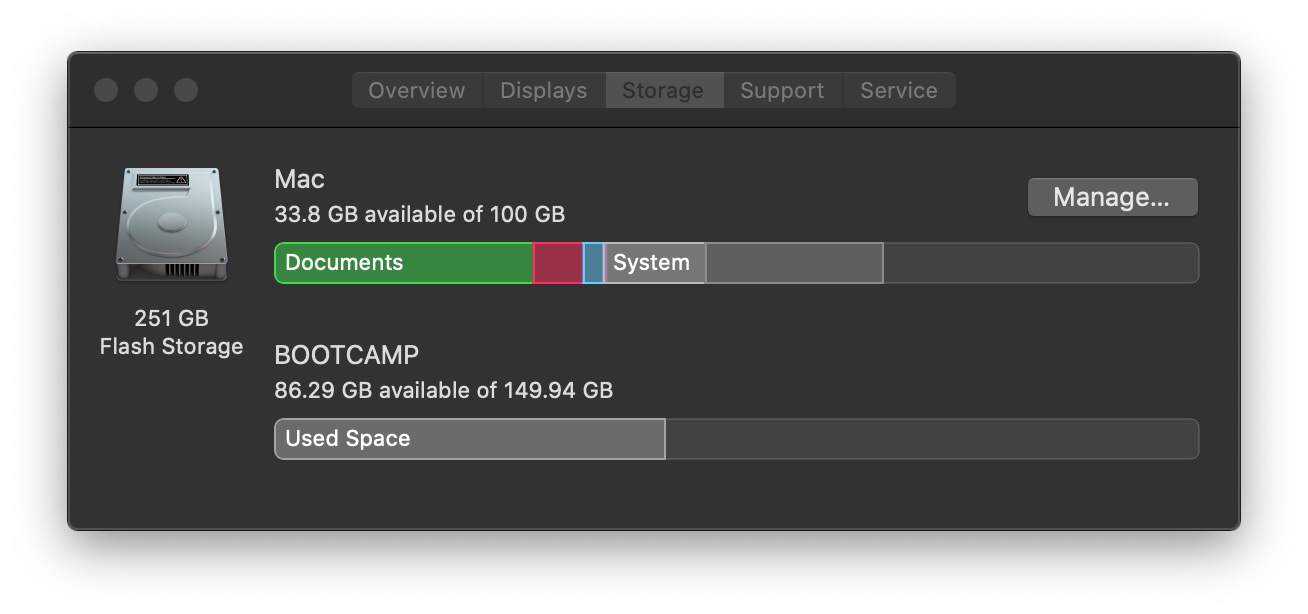 Overview Displays Storage Support Service
Mac
33.8 GB available of 100 GB
Manage...
Documents System
251 GB
Flash Storage
BOOTCAMP
86.29 GB available of 149.94 GB
Used Space